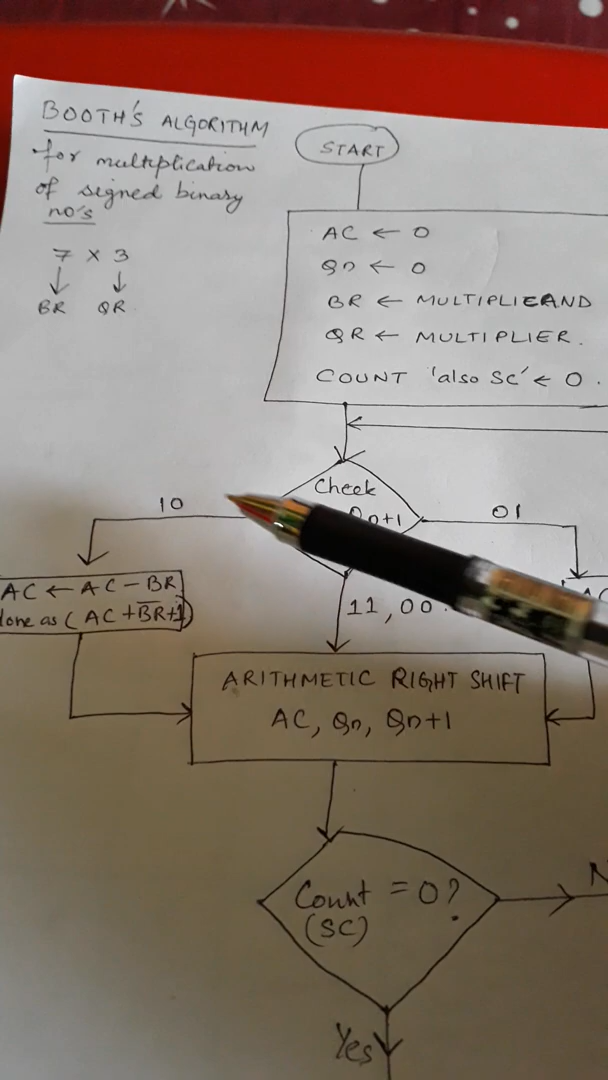 BOOTH'S ALGORITHM
for multiplication
of signed binary
no's
7 × 3
↓ ↓
BR QR
START
AC ← 0
Qn ← 0
BR ← MULTIPLIERAND
QR ← MULTIPLIER.
COUNT 'also SC' ← 0.
Check
n+1
10
01
AC ← AC - BR
done as (AC + B̅R̅ + 1)
11, 00.
ARITHMETIC RIGHT SHIFT
AC, Qn, Qn+1
Count = 0?
(SC)
Yes